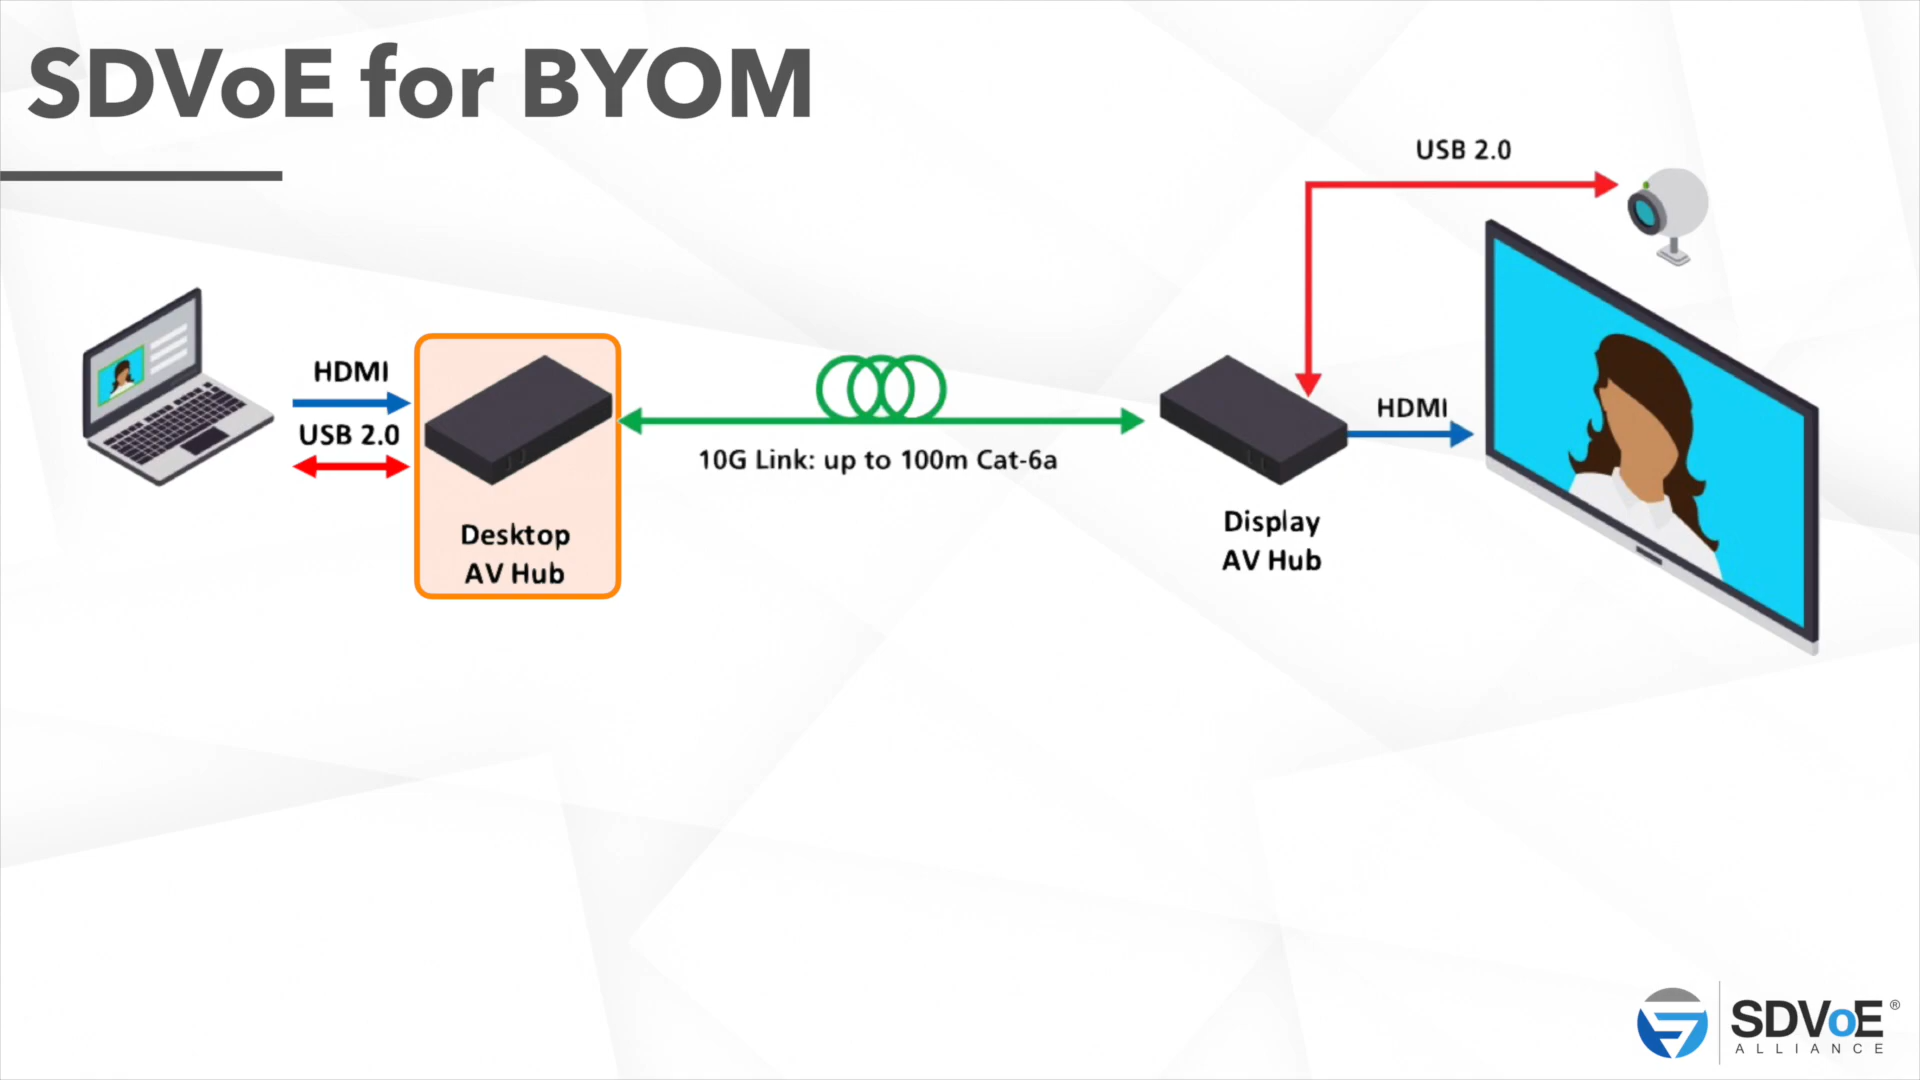 SDVoE for BYOM
USB 2.0
HDMI
USB 2.0
Desktop
AV Hub
10G Link: up to 100m Cat-6a
HDMI
Display
AV Hub
SDVoE®
ALLIANCE